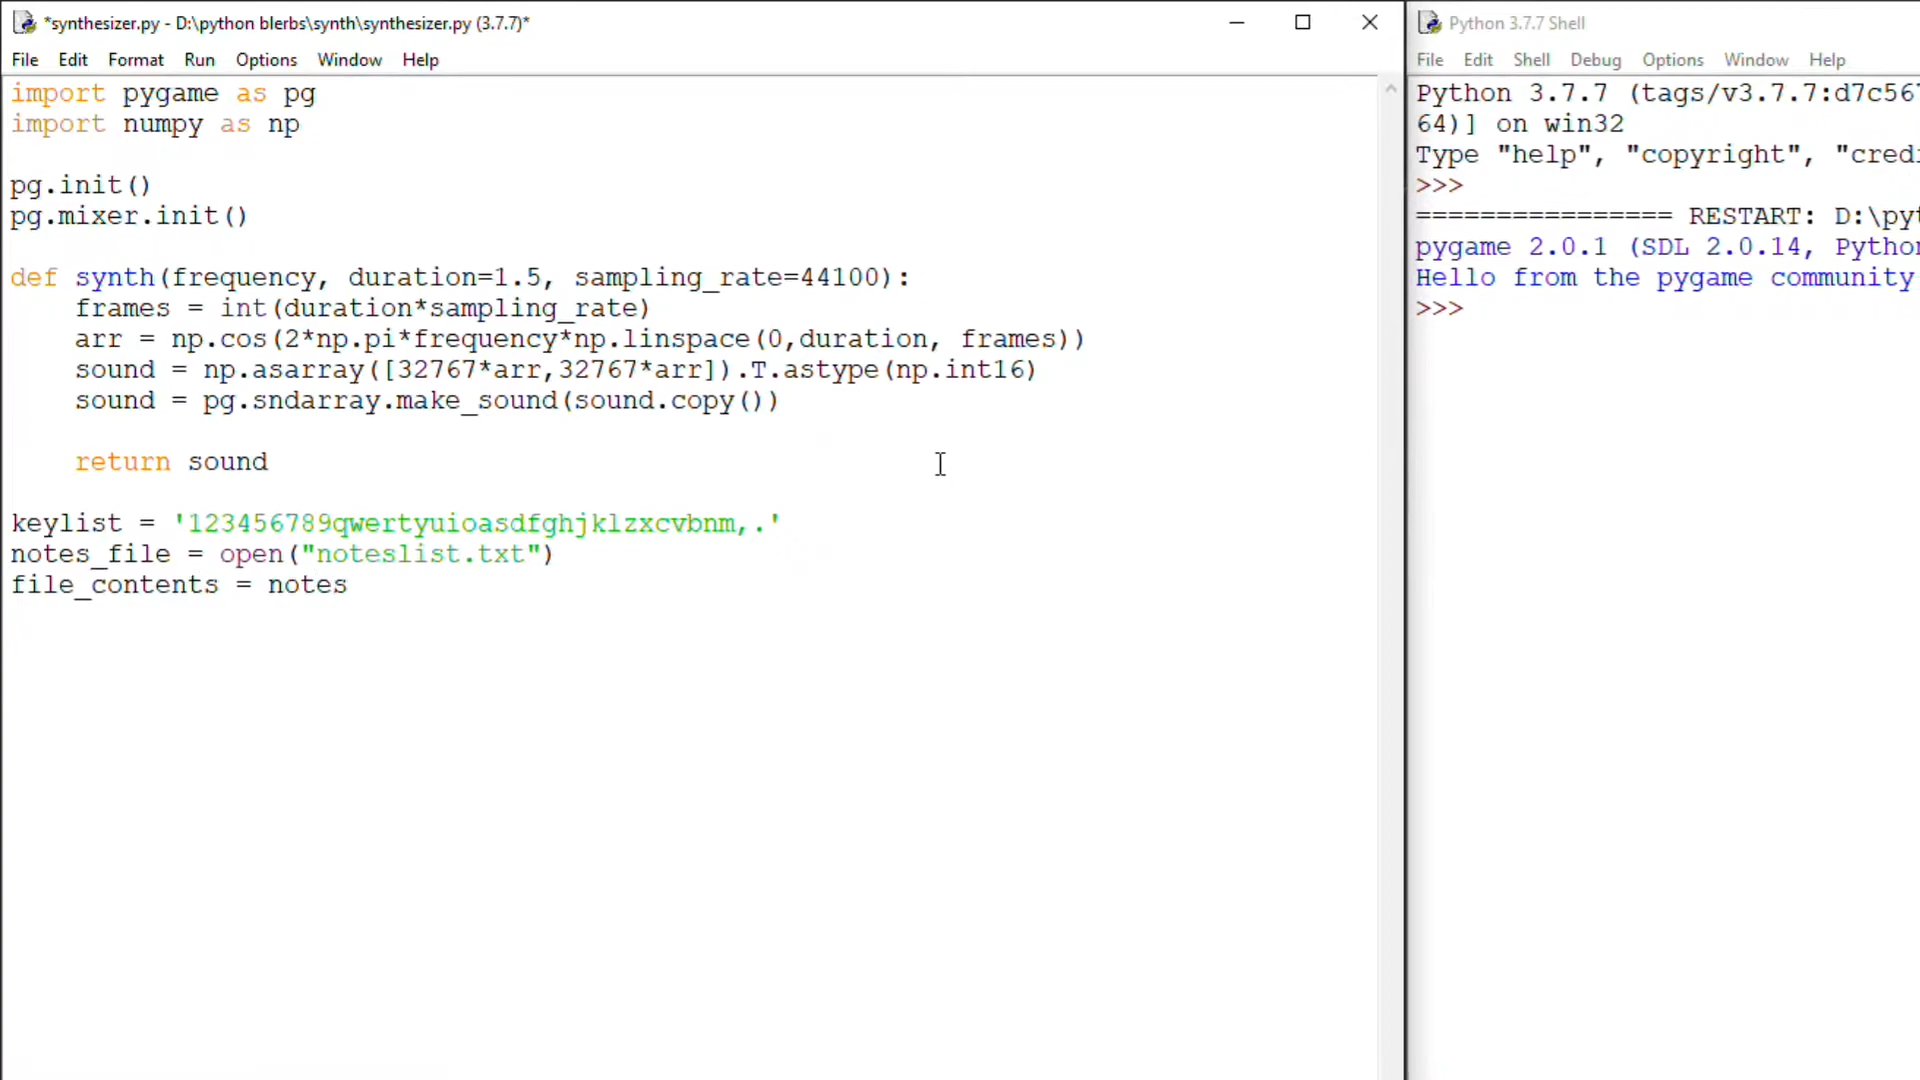 *synthesizer.py - D:\python blerbs\synth\synthesizer.py (3.7.7)*
File Edit Format Run Options Window Help
import pygame as pg
import numpy as np
pg.init()
pg.mixer.init()
def synth(frequency, duration=1.5, sampling_rate=44100):
    frames = int(duration*sampling_rate)
    arr = np.cos(2*np.pi*frequency*np.linspace(0,duration, frames))
    sound = np.asarray([32767*arr,32767*arr]).T.astype(np.int16)
    sound = pg.sndarray.make_sound(sound.copy())
    return sound
keylist = '123456789qwertyuioasdfghjklzxcvbnm,.'
notes_file = open("noteslist.txt")
file_contents = notes
Python 3.7.7 Shell
File Edit Shell Debug Options Window Help
Python 3.7.7 (tags/v3.7.7:d7c567
64)] on win32
Type "help", "copyright", "credi
>>>
================ RESTART: D:\pyt
pygame 2.0.1 (SDL 2.0.14, Python
Hello from the pygame community
>>>